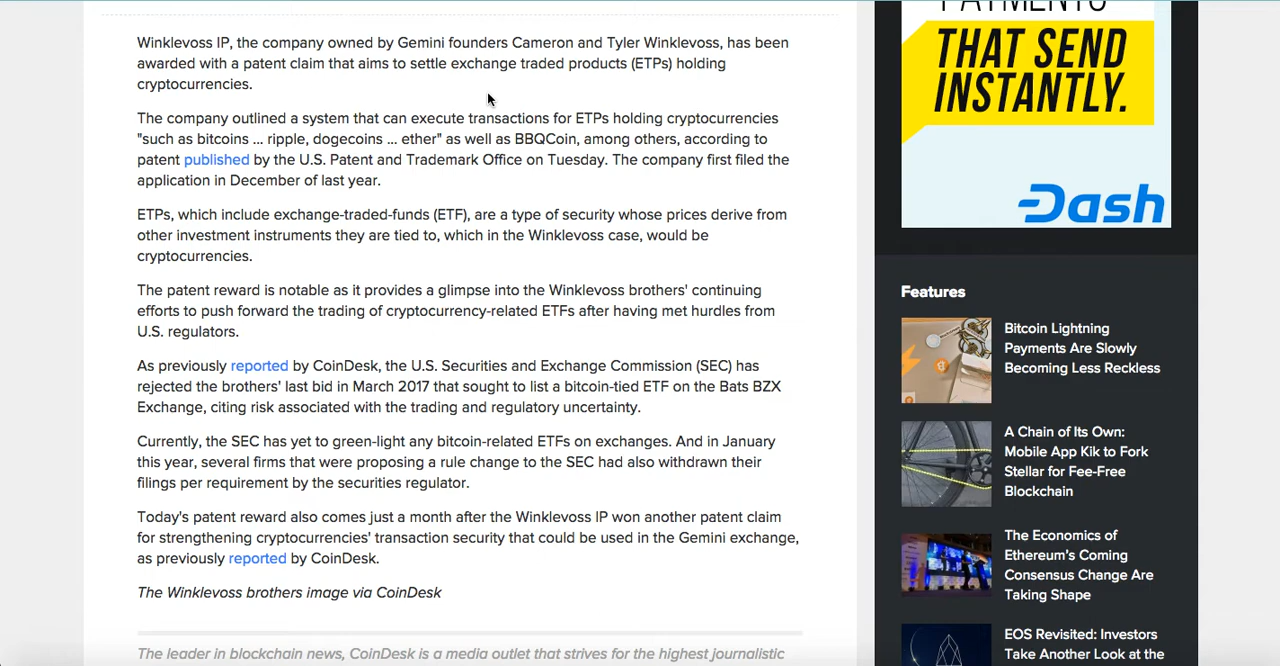 Winklevoss IP, the company owned by Gemini founders Cameron and Tyler Winklevoss, has been
awarded with a patent claim that aims to settle exchange traded products (ETPs) holding
cryptocurrencies.
The company outlined a system that can execute transactions for ETPs holding cryptocurrencies
"such as bitcoins ... ripple, dogecoins ... ether" as well as BBQCoin, among others, according to
patent published by the U.S. Patent and Trademark Office on Tuesday. The company first filed the
application in December of last year.
ETPs, which include exchange-traded-funds (ETF), are a type of security whose prices derive from
other investment instruments they are tied to, which in the Winklevoss case, would be
cryptocurrencies.
The patent reward is notable as it provides a glimpse into the Winklevoss brothers' continuing
efforts to push forward the trading of cryptocurrency-related ETFs after having met hurdles from
U.S. regulators.
As previously reported by CoinDesk, the U.S. Securities and Exchange Commission (SEC) has
rejected the brothers' last bid in March 2017 that sought to list a bitcoin-tied ETF on the Bats BZX
Exchange, citing risk associated with the trading and regulatory uncertainty.
Currently, the SEC has yet to green-light any bitcoin-related ETFs on exchanges. And in January
this year, several firms that were proposing a rule change to the SEC had also withdrawn their
filings per requirement by the securities regulator.
Today's patent reward also comes just a month after the Winklevoss IP won another patent claim
for strengthening cryptocurrencies' transaction security that could be used in the Gemini exchange,
as previously reported by CoinDesk.
The Winklevoss brothers image via CoinDesk
The leader in blockchain news, CoinDesk is a media outlet that strives for the highest journalistic
PAYMENTS
THAT SEND
INSTANTLY.
Dash
Features
Bitcoin Lightning
Payments Are Slowly
Becoming Less Reckless
A Chain of Its Own:
Mobile App Kik to Fork
Stellar for Fee-Free
Blockchain
The Economics of
Ethereum's Coming
Consensus Change Are
Taking Shape
EOS Revisited: Investors
Take Another Look at the